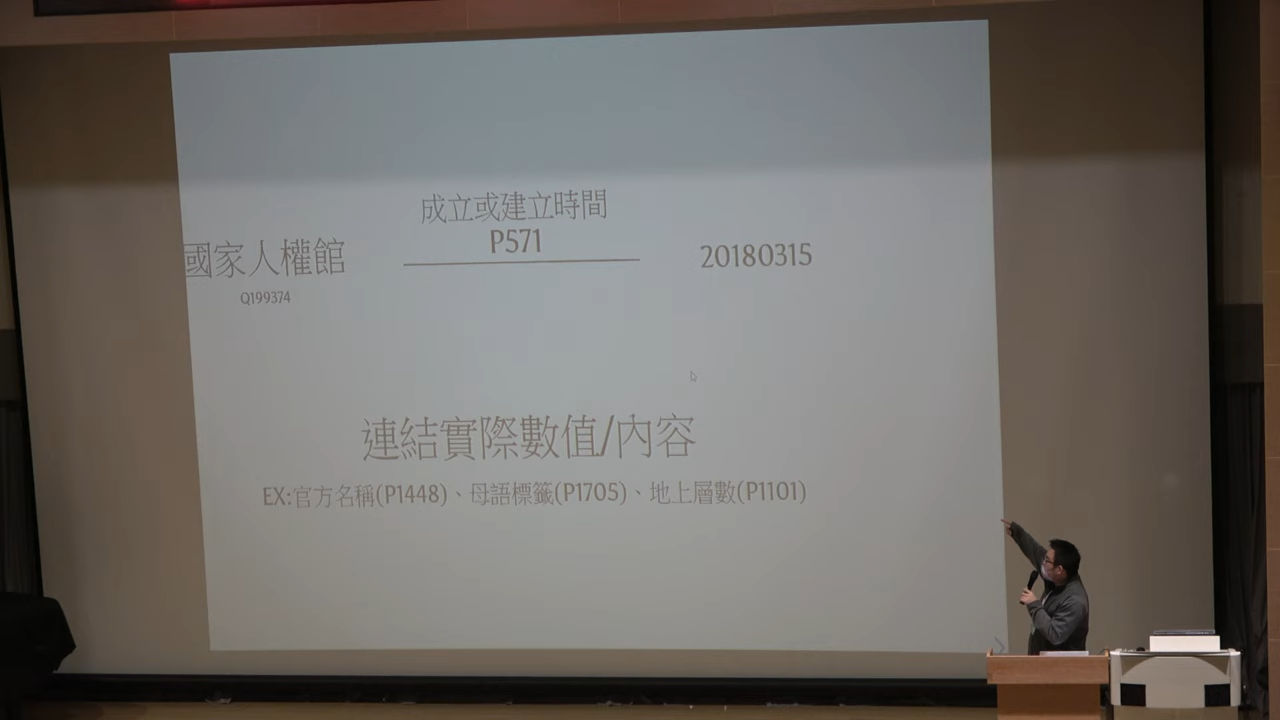 成立或建立時間
P571
國家人權館
Q199374
20180315
連結實際數值/內容
EX:官方名稱(P1448)、母語標籤(P1705)、地上層數(P1101)